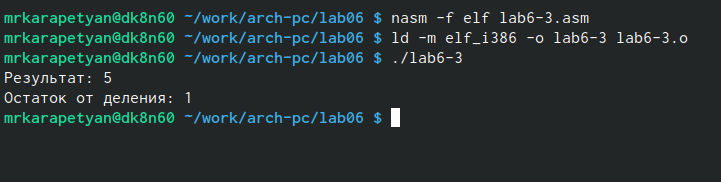 mrkarapetyan@dk8n60 ~/work/arch-pc/lab06 $ nasm -f elf lab6-3.asm
mrkarapetyan@dk8n60 ~/work/arch-pc/lab06 $ ld -m elf_i386 -o lab6-3 lab6-3.o
mrkarapetyan@dk8n60 ~/work/arch-pc/lab06 $ ./lab6-3
Результат: 5
Остаток от деления: 1
mrkarapetyan@dk8n60 ~/work/arch-pc/lab06 $